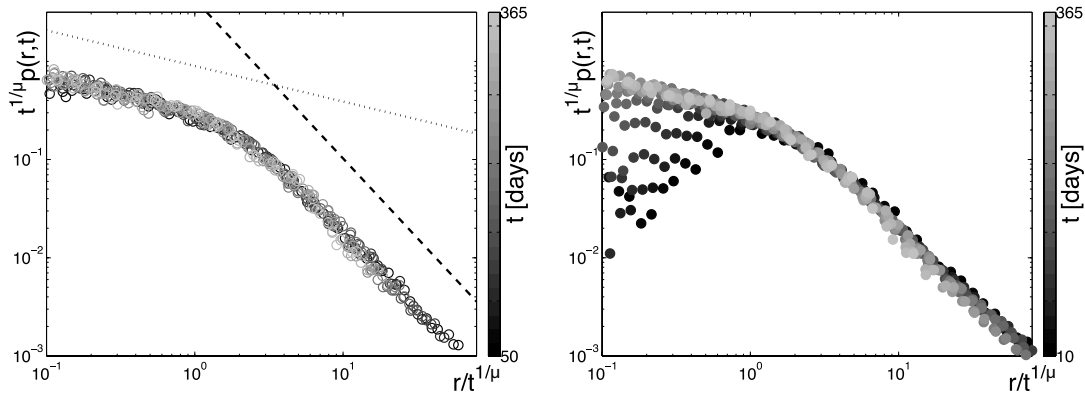 t^{1/μ}p(r,t)
10^{-1}
10^{-2}
10^{-3}
10^{-1}
10^{0}
10^{1}
r/t^{1/μ}
365
t [days]
50
t^{1/μ}p(r,t)
10^{-1}
10^{-2}
10^{-3}
10^{-1}
10^{0}
10^{1}
r/t^{1/μ}
365
t [days]
10